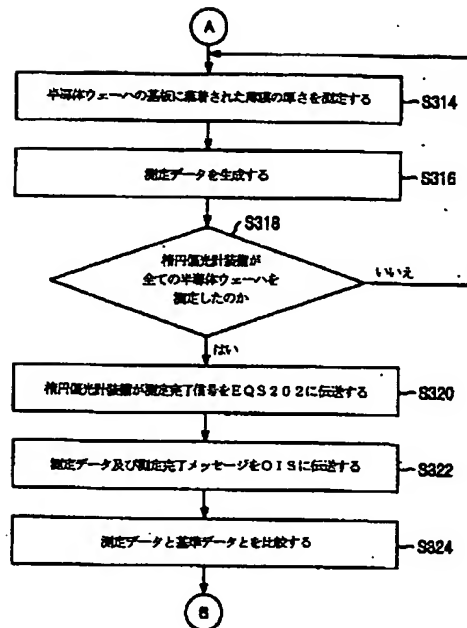 A
半導体ウェーハの基板に蒸着された薄膜の厚さを測定する
S314
測定データを生成する
S316
S318
楕円偏光計装置が
全ての半導体ウェーハを
測定したのか
いいえ
はい
楕円偏光計装置が測定完了信号をEQS202に伝送する
S320
測定データ及び測定完了メッセージをOISに伝送する
S322
測定データと基準データとを比較する
S324
B